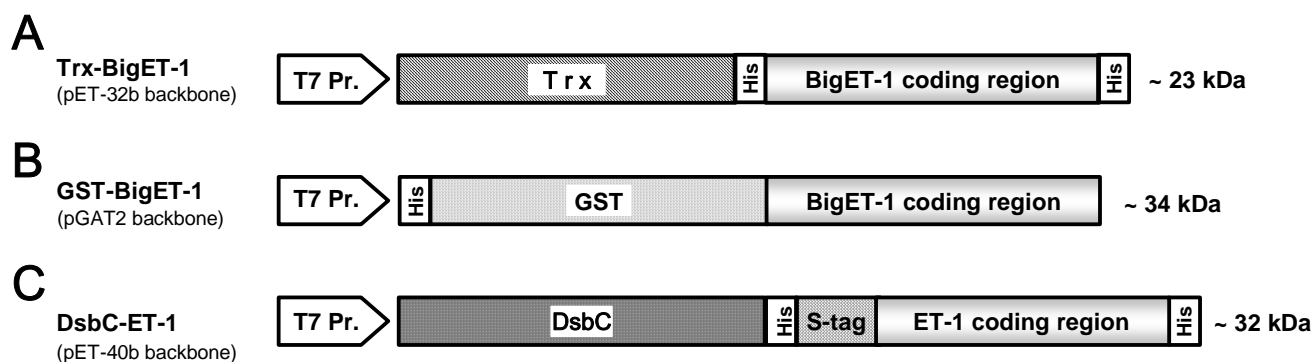 A
Trx-BigET-1
(pET-32b backbone)
T7 Pr.
T r x
His
BigET-1 coding region
His
~ 23 kDa
B
GST-BigET-1
(pGAT2 backbone)
T7 Pr.
His
GST
BigET-1 coding region
~ 34 kDa
C
DsbC-ET-1
(pET-40b backbone)
T7 Pr.
DsbC
His
S-tag
ET-1 coding region
His
~ 32 kDa